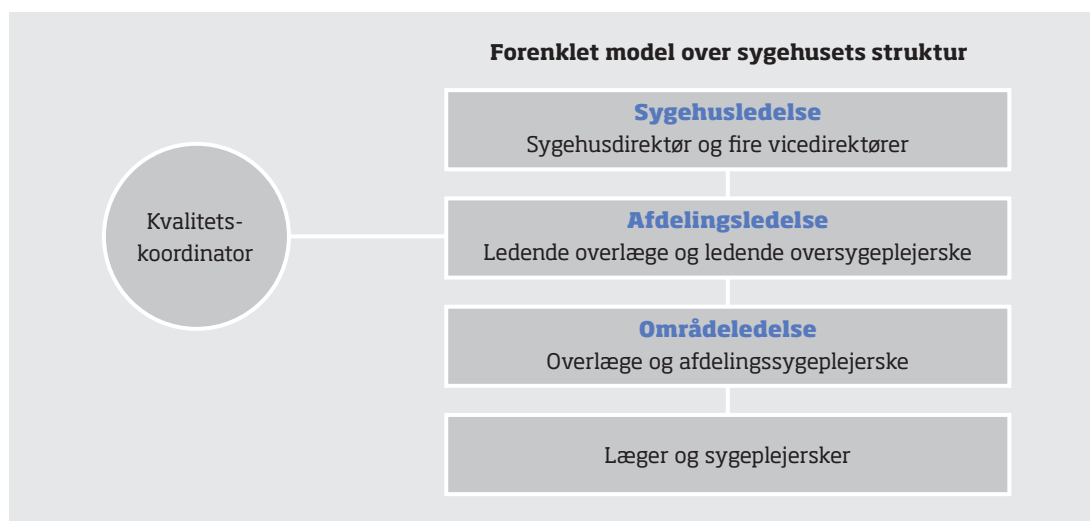 Forenklet model over sygehusets struktur
Sygehusledelse
Sygehusdirektør og fire vicedirektører
Kvalitets-
koordinator
Afdelingsledelse
Ledende overlæge og ledende oversygeplejerske
Områdeledelse
Overlæge og afdelingssygeplejerske
Læger og sygeplejersker